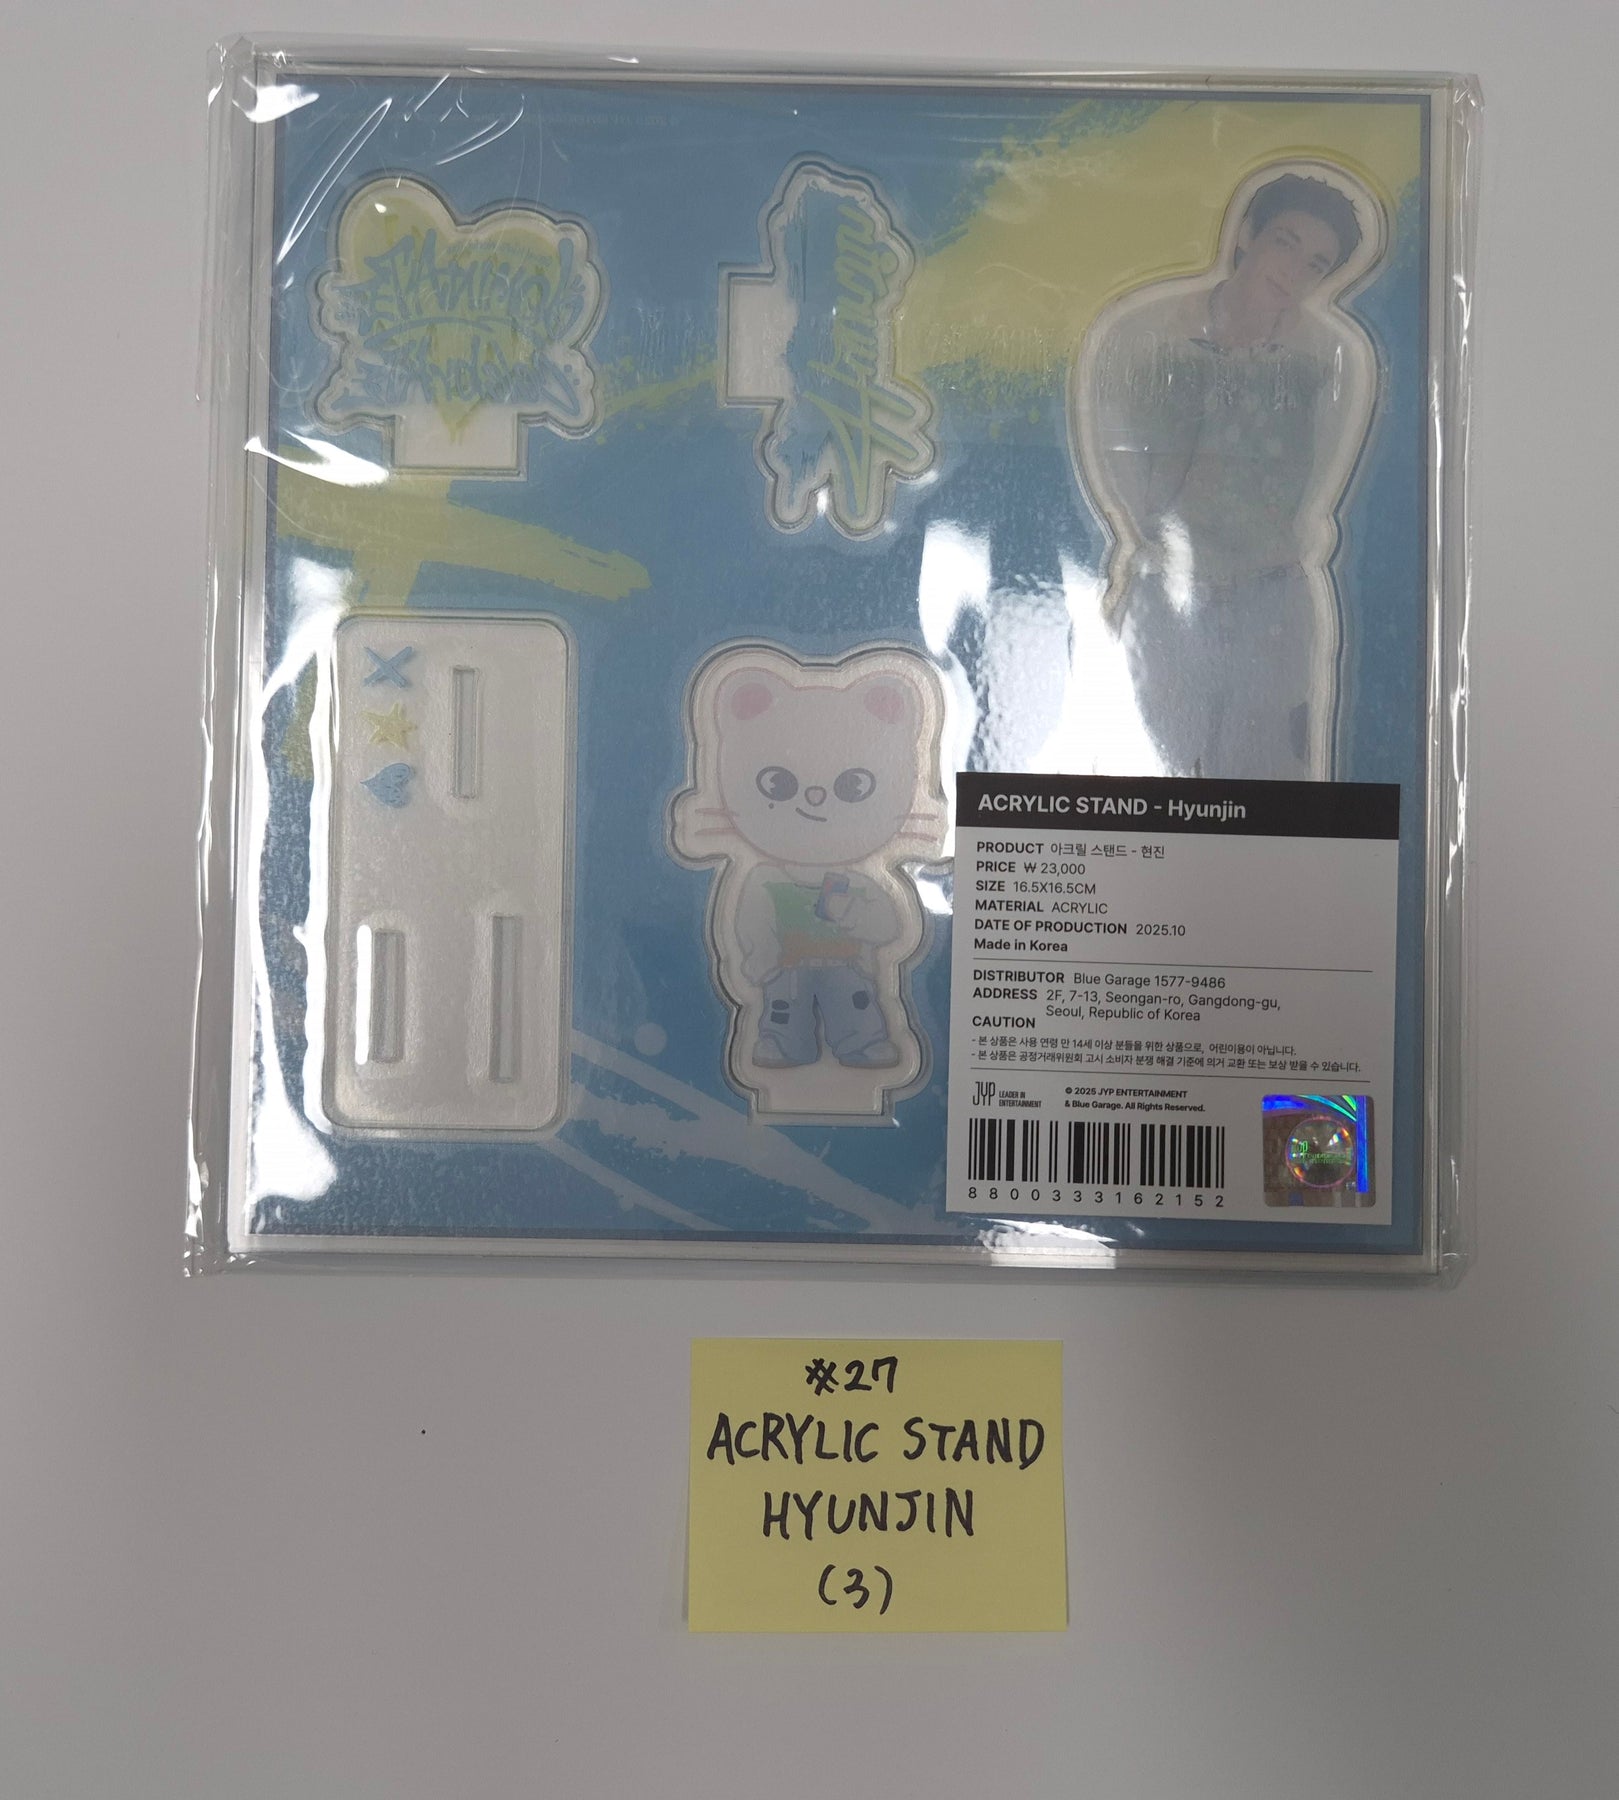 Hyunjin
ACRYLIC STAND - Hyunjin
PRODUCT 아크릴 스탠드 - 현진
PRICE ₩ 23,000
SIZE 16.5X16.5CM
MATERIAL ACRYLIC
DATE OF PRODUCTION 2025.10
Made in Korea
DISTRIBUTOR Blue Garage 1577-9486
ADDRESS 2F, 7-13, Seongan-ro, Gangdong-gu,
Seoul, Republic of Korea
CAUTION
- 본 상품은 사용 연령 만 14세 이상 분들을 위한 상품으로, 어린이용이 아닙니다.
- 본 상품은 공정거래위원회 고시 소비자 분쟁 해결 기준에 의거 교환 또는 보상 받을 수 있습니다.
JYP LEADER IN
ENTERTAINMENT
© 2025 JYP ENTERTAINMENT
& Blue Garage. All Rights Reserved.
8800333162152
#27
ACRYLIC STAND
HYUNJIN
(3)